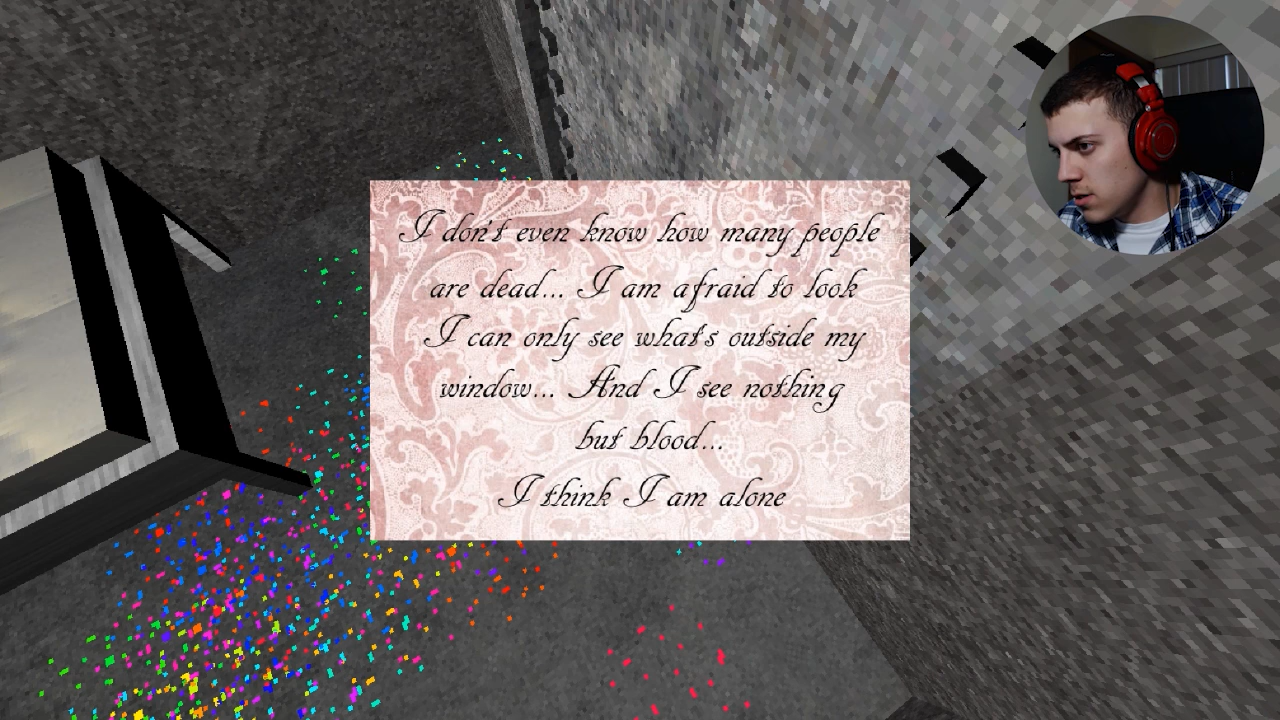 I don't even know how many people
are dead... I am afraid to look
I can only see what's outside my
window... And I see nothing
but blood...
I think I am alone